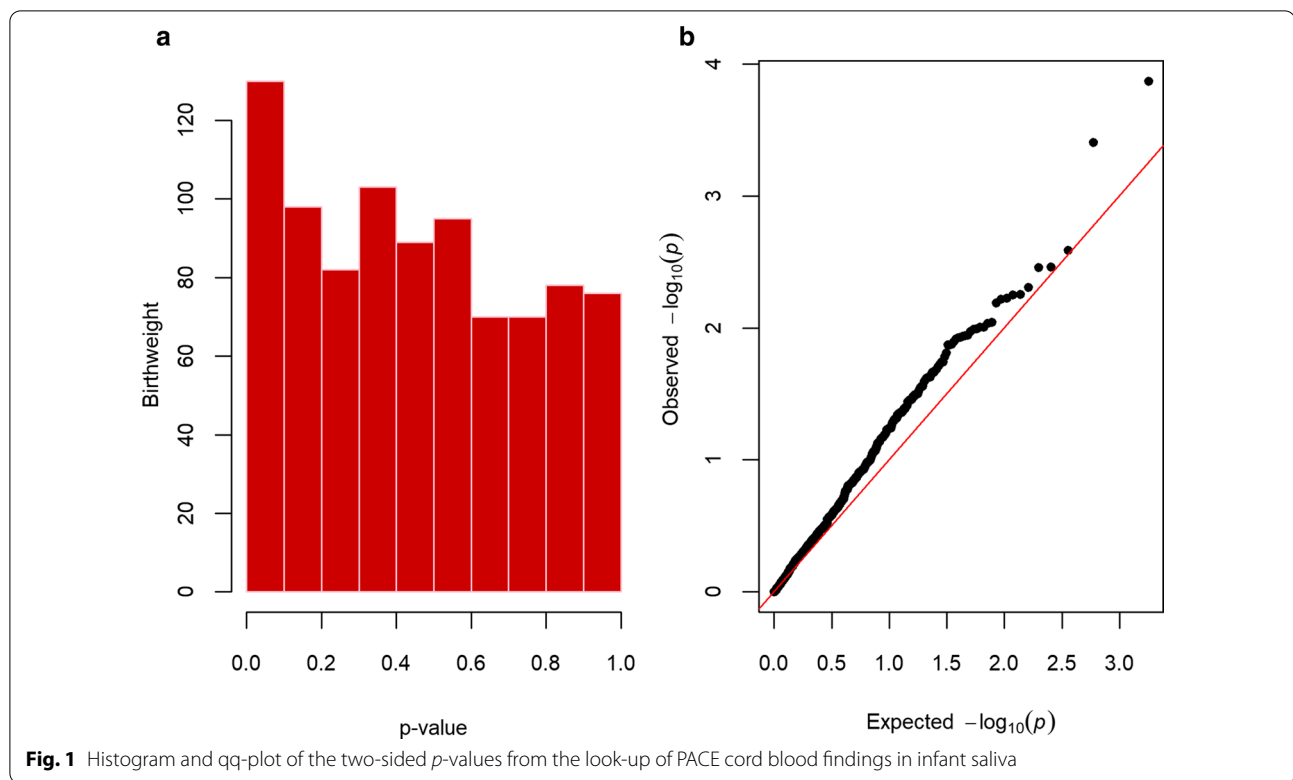 a
120
100
80
60
40
20
0
Birthweight
0.0 0.2 0.4 0.6 0.8 1.0
p-value
b
4
3
2
1
0
Observed −log10(p)
0.0 0.5 1.0 1.5 2.0 2.5 3.0
Expected −log10(p)
Fig. 1 Histogram and qq-plot of the two-sided p-values from the look-up of PACE cord blood findings in infant saliva